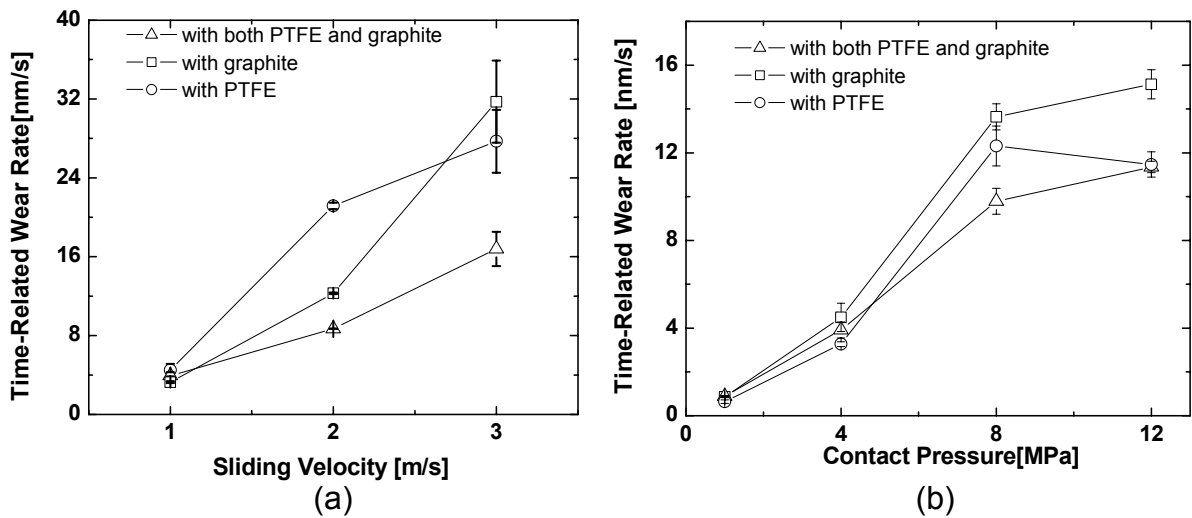 40
32
24
16
8
0
Time-Related Wear Rate[nm/s]
with both PTFE and graphite
with graphite
with PTFE
1
2
3
Sliding Velocity [m/s]
(a)
16
12
8
4
0
Time-Related Wear Rate [nm/s]
with both PTFE and graphite
with graphite
with PTFE
0
4
8
12
Contact Pressure[MPa]
(b)